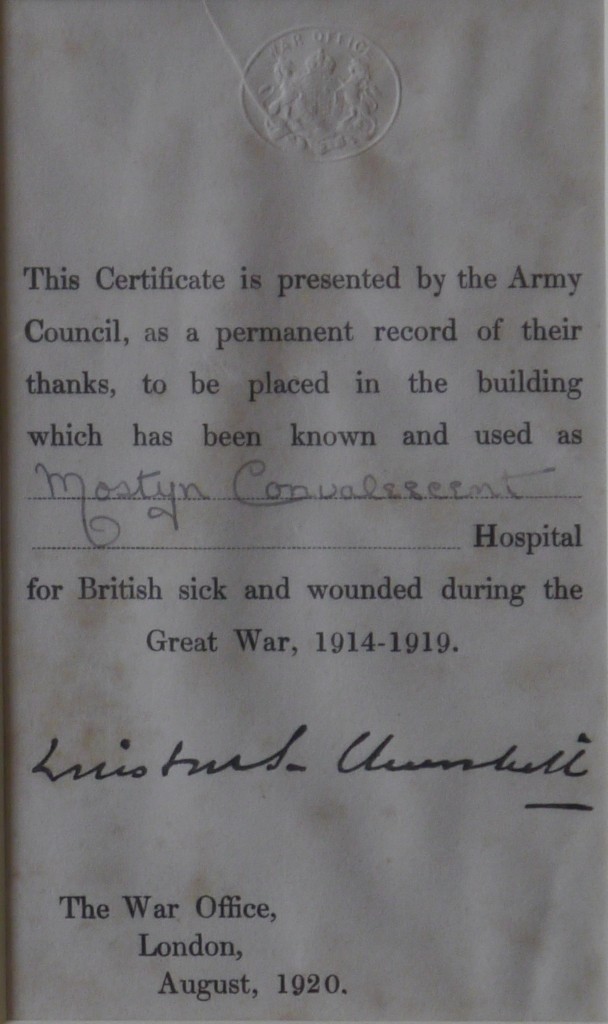 WAR OFFICE
This Certificate is presented by the Army
Council, as a permanent record of their
thanks, to be placed in the building
which has been known and used as
Mostyn Convalescent
Hospital
for British sick and wounded during the
Great War, 1914-1919.
Winston S. Churchill
The War Office,
London,
August, 1920.